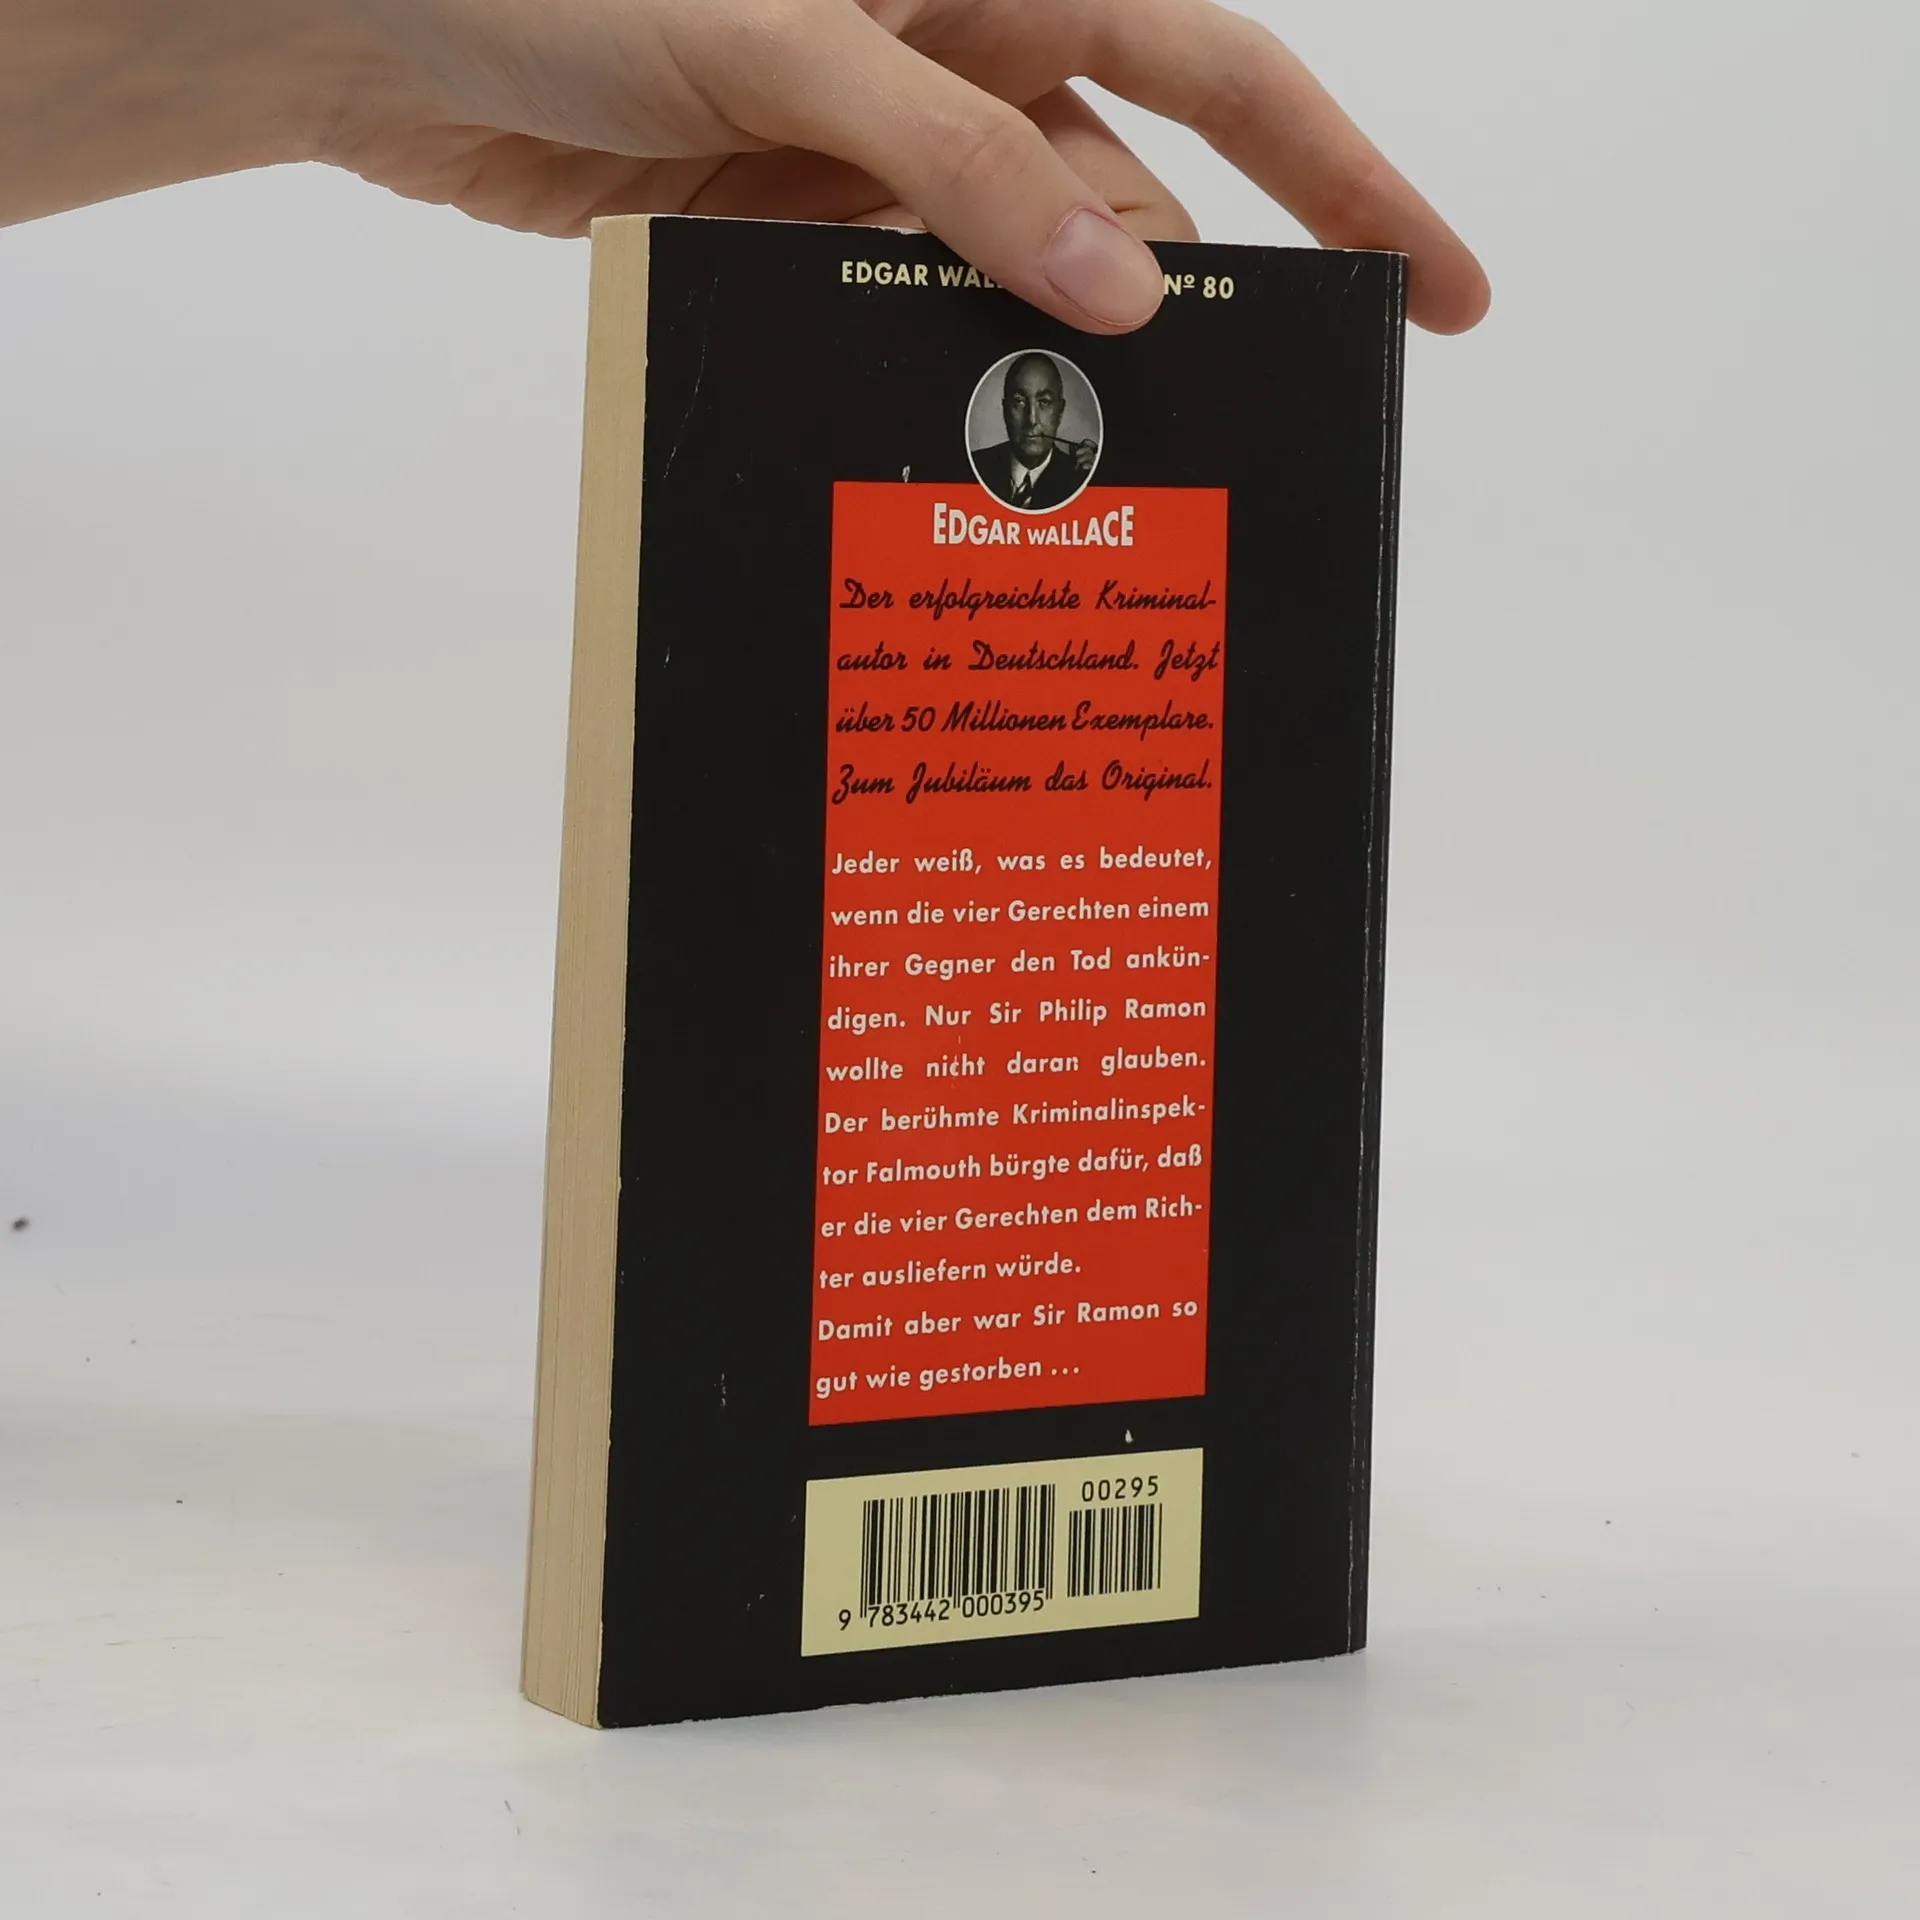 EDGAR Nº 80
EDGAR WALLACE
Der erfolgreichste Kriminal-
autor in Deutschland. Jetzt
über 50 Millionen Exemplare.
Zum Jubiläum das Original.
Jeder weiß, was es bedeutet,
wenn die vier Gerechten einem
ihrer Gegner den Tod ankün-
digen. Nur Sir Philip Ramon
wollte nicht daran glauben.
Der berühmte Kriminalinspek-
tor Falmouth bürgte dafür, daß
er die vier Gerechten dem Rich-
ter ausliefern würde.
Damit aber war Sir Ramon so
gut wie gestorben ...
00295
9 783442 000395